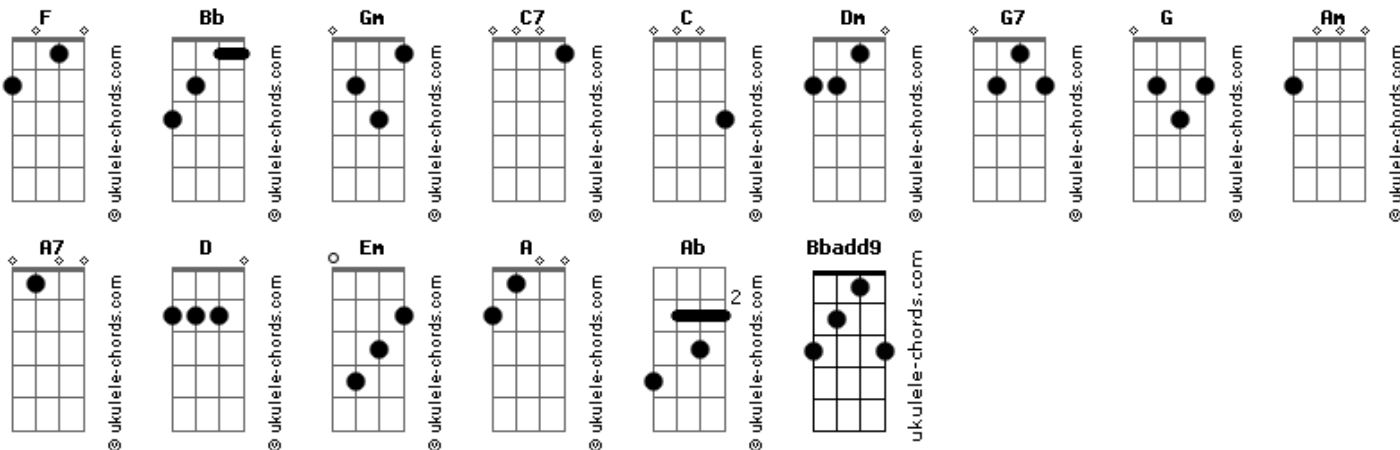 F Bb Gm C7 C Dm G7 G Am
© ukulele-chords.com © ukulele-chords.com © ukulele-chords.com © ukulele-chords.com © ukulele-chords.com © ukulele-chords.com © ukulele-chords.com © ukulele-chords.com © ukulele-chords.com
A7 D Em A Ab Bbadd9
2
© ukulele-chords.com © ukulele-chords.com © ukulele-chords.com © ukulele-chords.com © ukulele-chords.com ukulele-chords.com